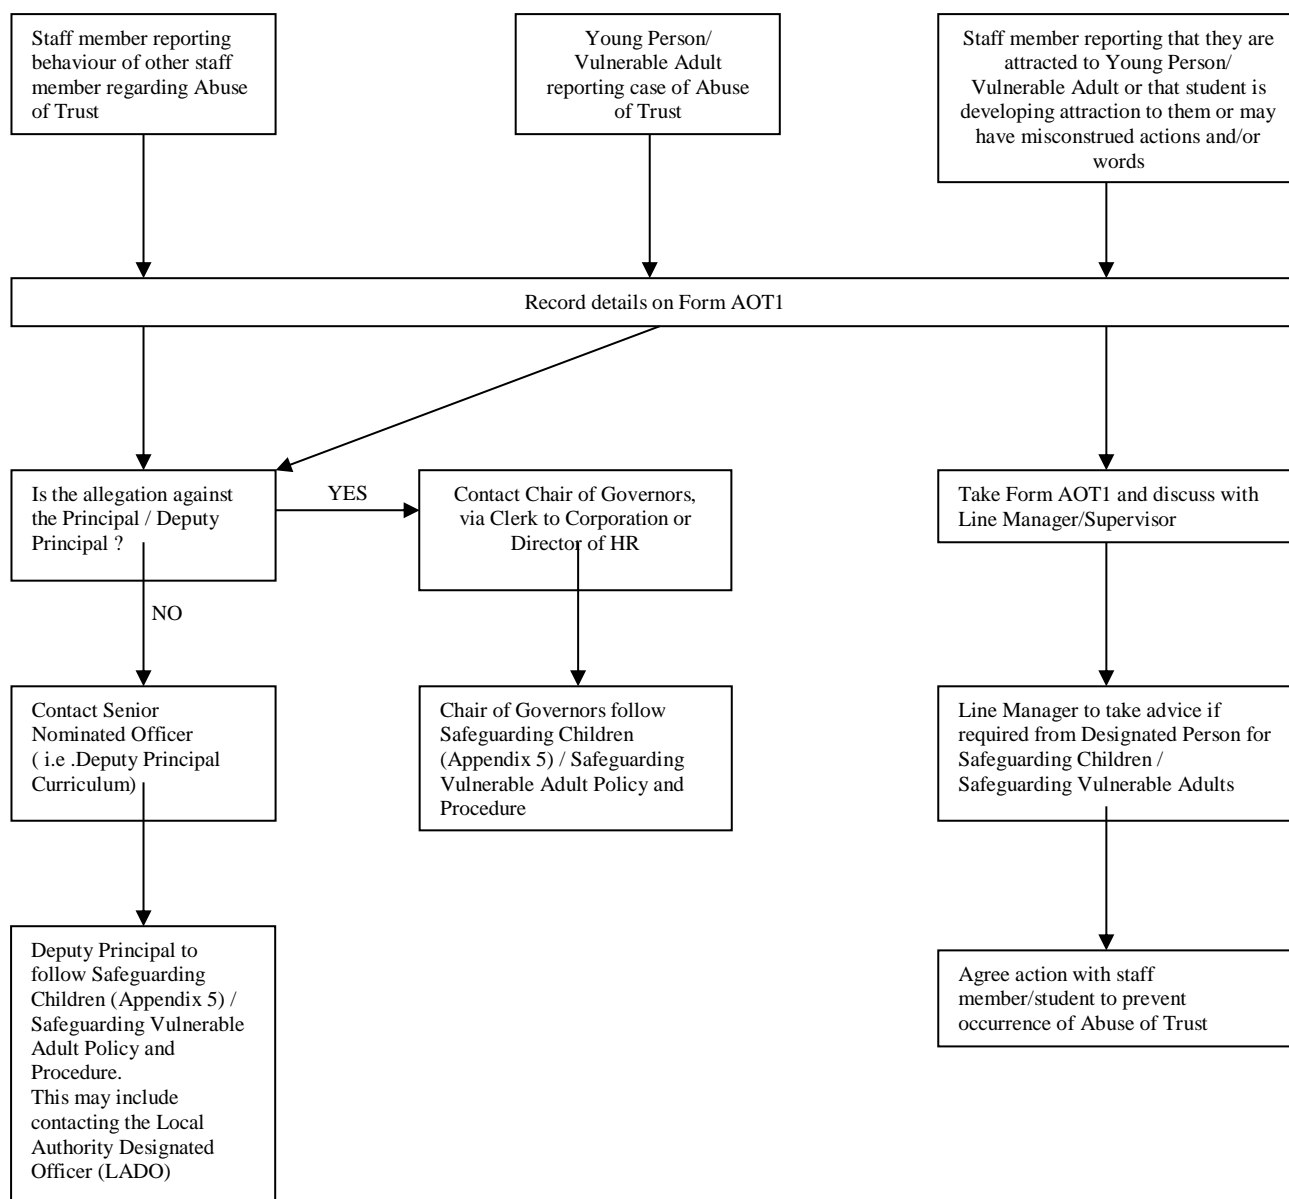 Staff member reporting
behaviour of other staff
member regarding Abuse
of Trust
Young Person/
Vulnerable Adult
reporting case of Abuse
of Trust
Staff member reporting that they are
attracted to Young Person/
Vulnerable Adult or that student is
developing attraction to them or may
have misconstrued actions and/or
words
Record details on Form AOT1
Is the allegation against
the Principal / Deputy
Principal ?
YES
Contact Chair of Governors,
via Clerk to Corporation or
Director of HR
Take Form AOT1 and discuss with
Line Manager/Supervisor
NO
Contact Senior
Nominated Officer
( i.e .Deputy Principal
Curriculum)
Chair of Governors follow
Safeguarding Children
(Appendix 5) / Safeguarding
Vulnerable Adult Policy and
Procedure
Line Manager to take advice if
required from Designated Person for
Safeguarding Children /
Safeguarding Vulnerable Adults
Deputy Principal to
follow Safeguarding
Children (Appendix 5) /
Safeguarding Vulnerable
Adult Policy and
Procedure.
This may include
contacting the Local
Authority Designated
Officer (LADO)
Agree action with staff
member/student to prevent
occurrence of Abuse of Trust